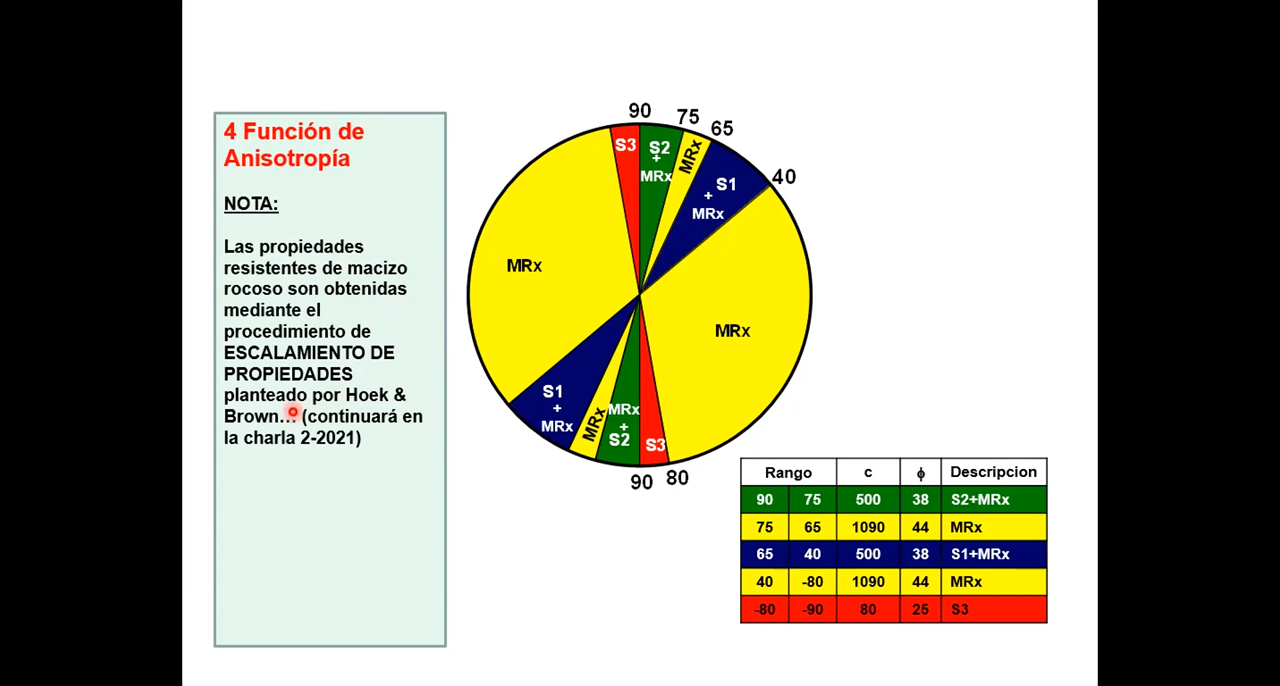 4 Función de
Anisotropía
NOTA:
Las propiedades
resistentes de macizo
rocoso son obtenidas
mediante el
procedimiento de
ESCALAMIENTO DE
PROPIEDADES
planteado por Hoek &
Brown... (continuará en
la charla 2-2021)
90
75
65
40
S3
S2
+
MRx
MRx
S1
+
MRx
MRx
MRx
S1
+
MRx
MRx
MRx
+
S2
S3
90
80
Rango c ϕ Descripcion
90 75 500 38 S2+MRx
75 65 1090 44 MRx
65 40 500 38 S1+MRx
40 -80 1090 44 MRx
-80 -90 80 25 S3